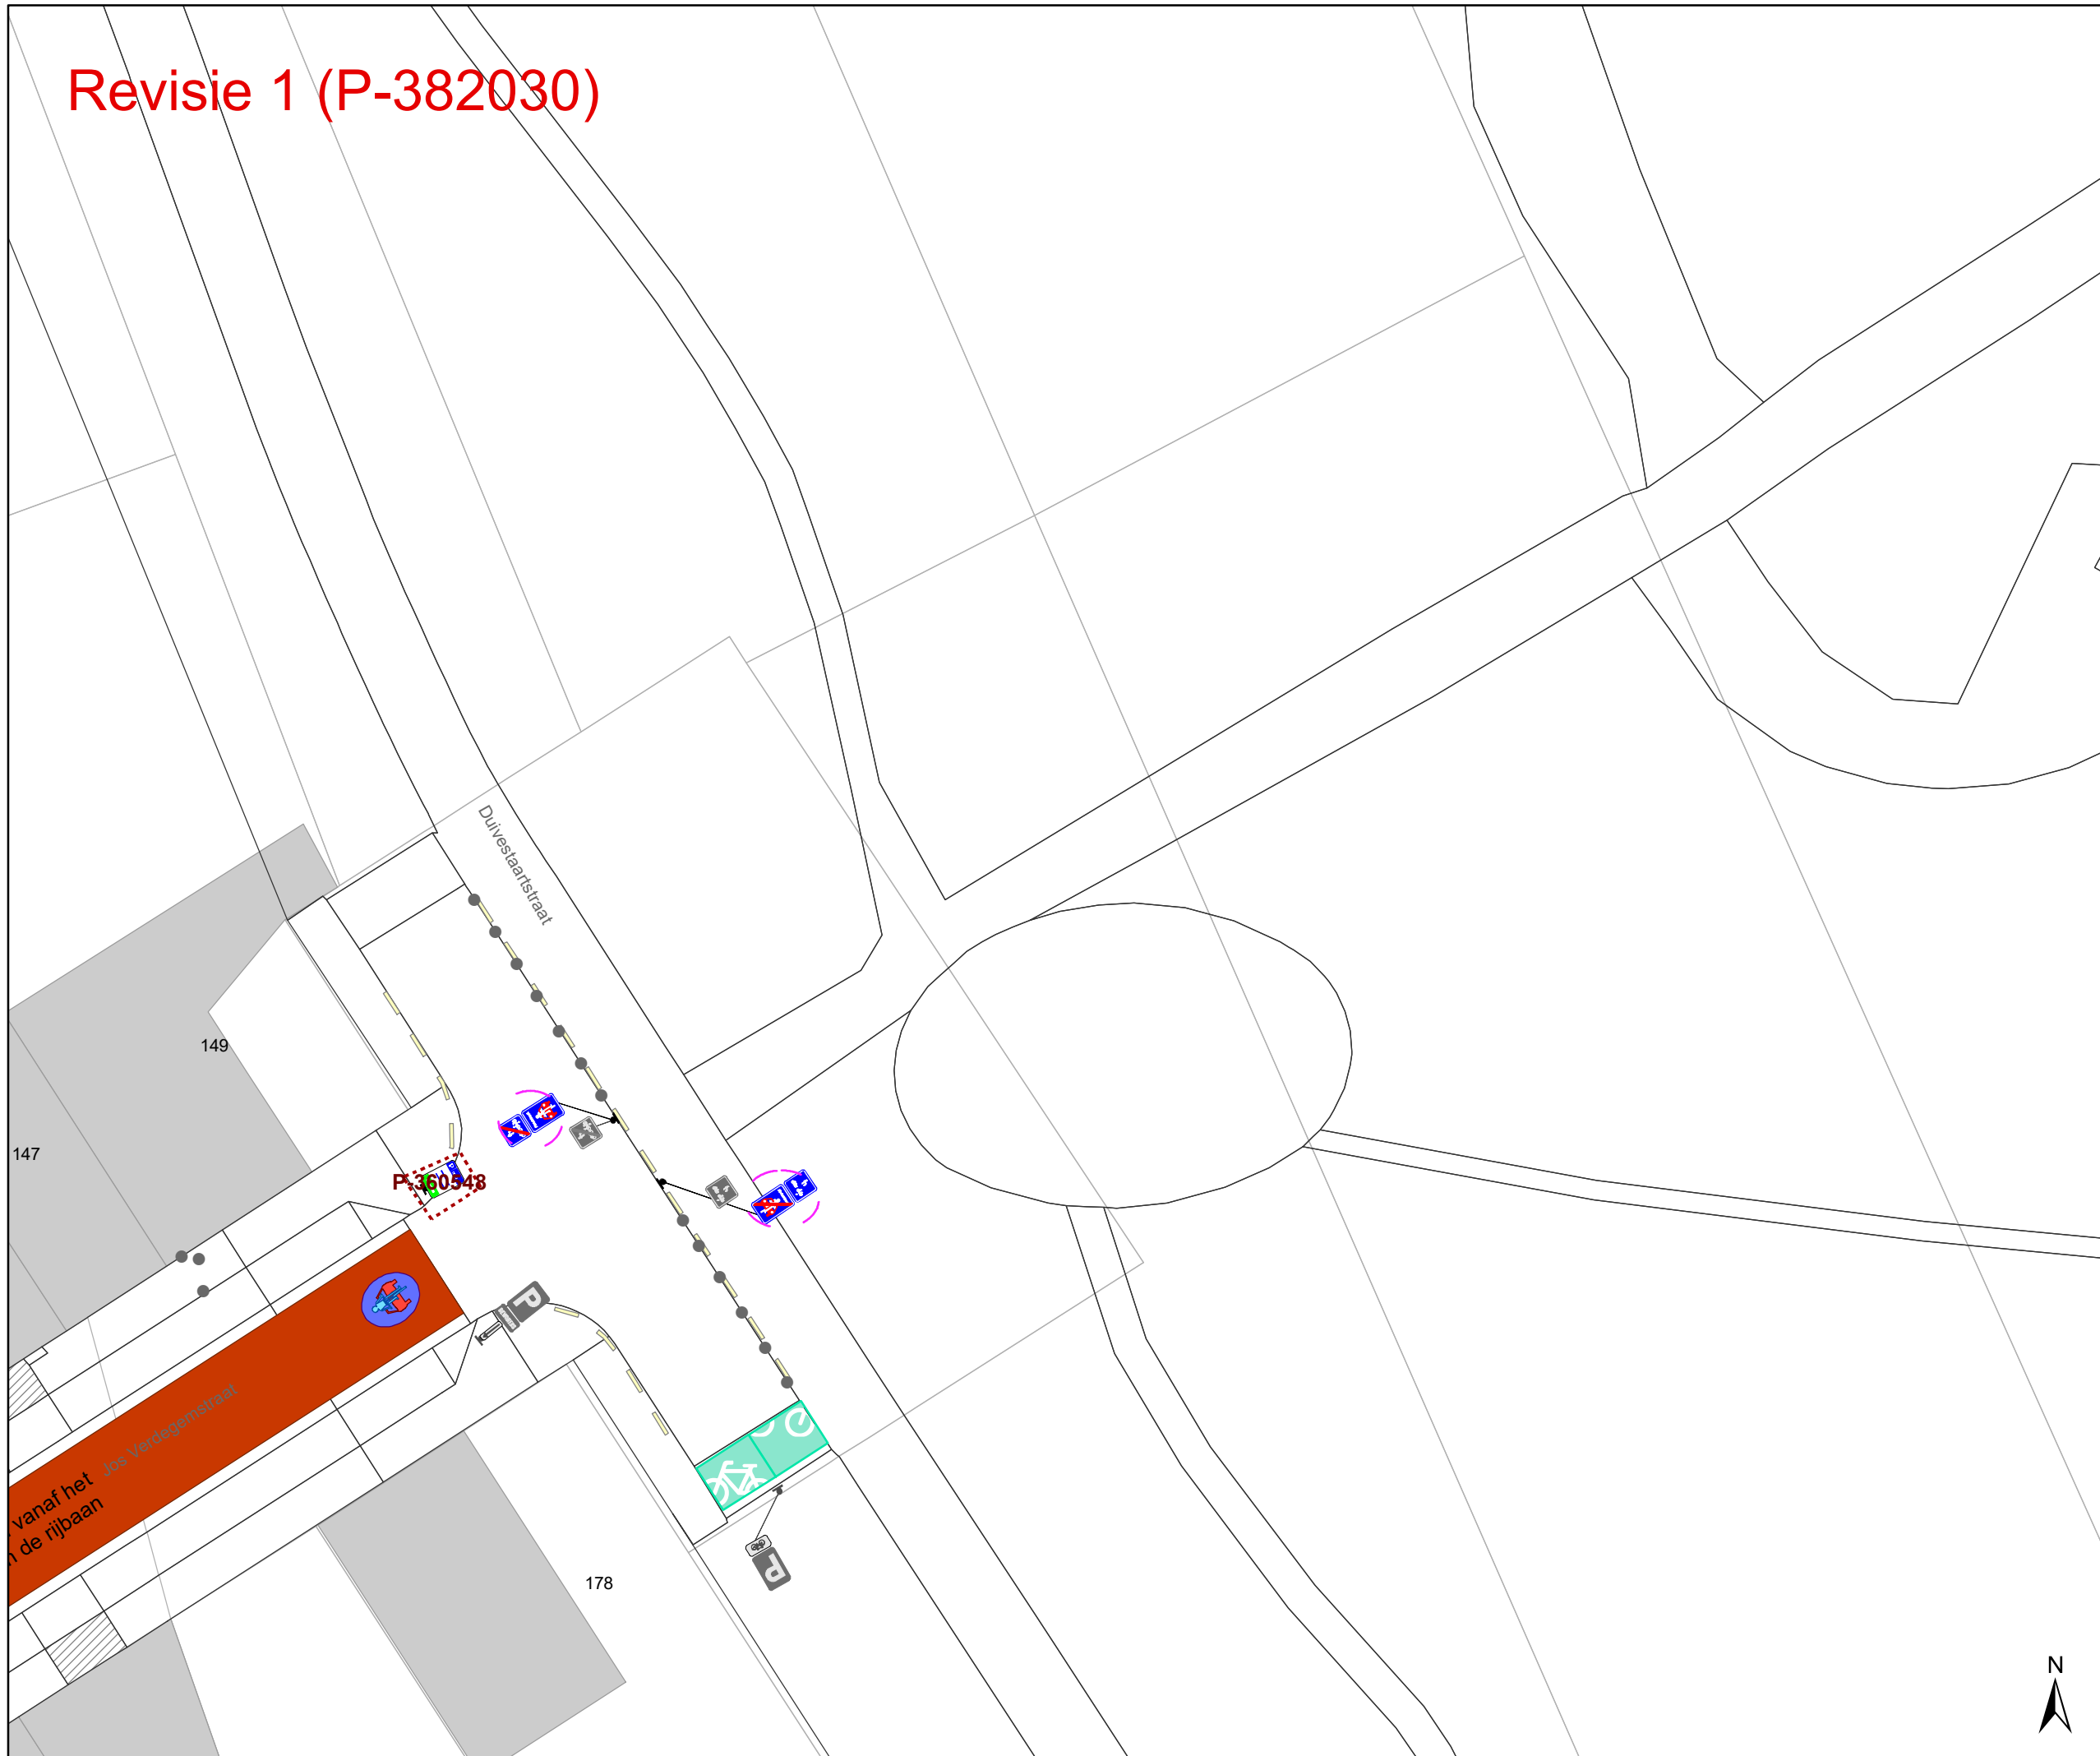 Revisie 1 (P-382030)
Duivestaartstraat
149
147
P-360548
P
Jos Verdegemstraat
vanaf het
de rijbaan
178
P
N